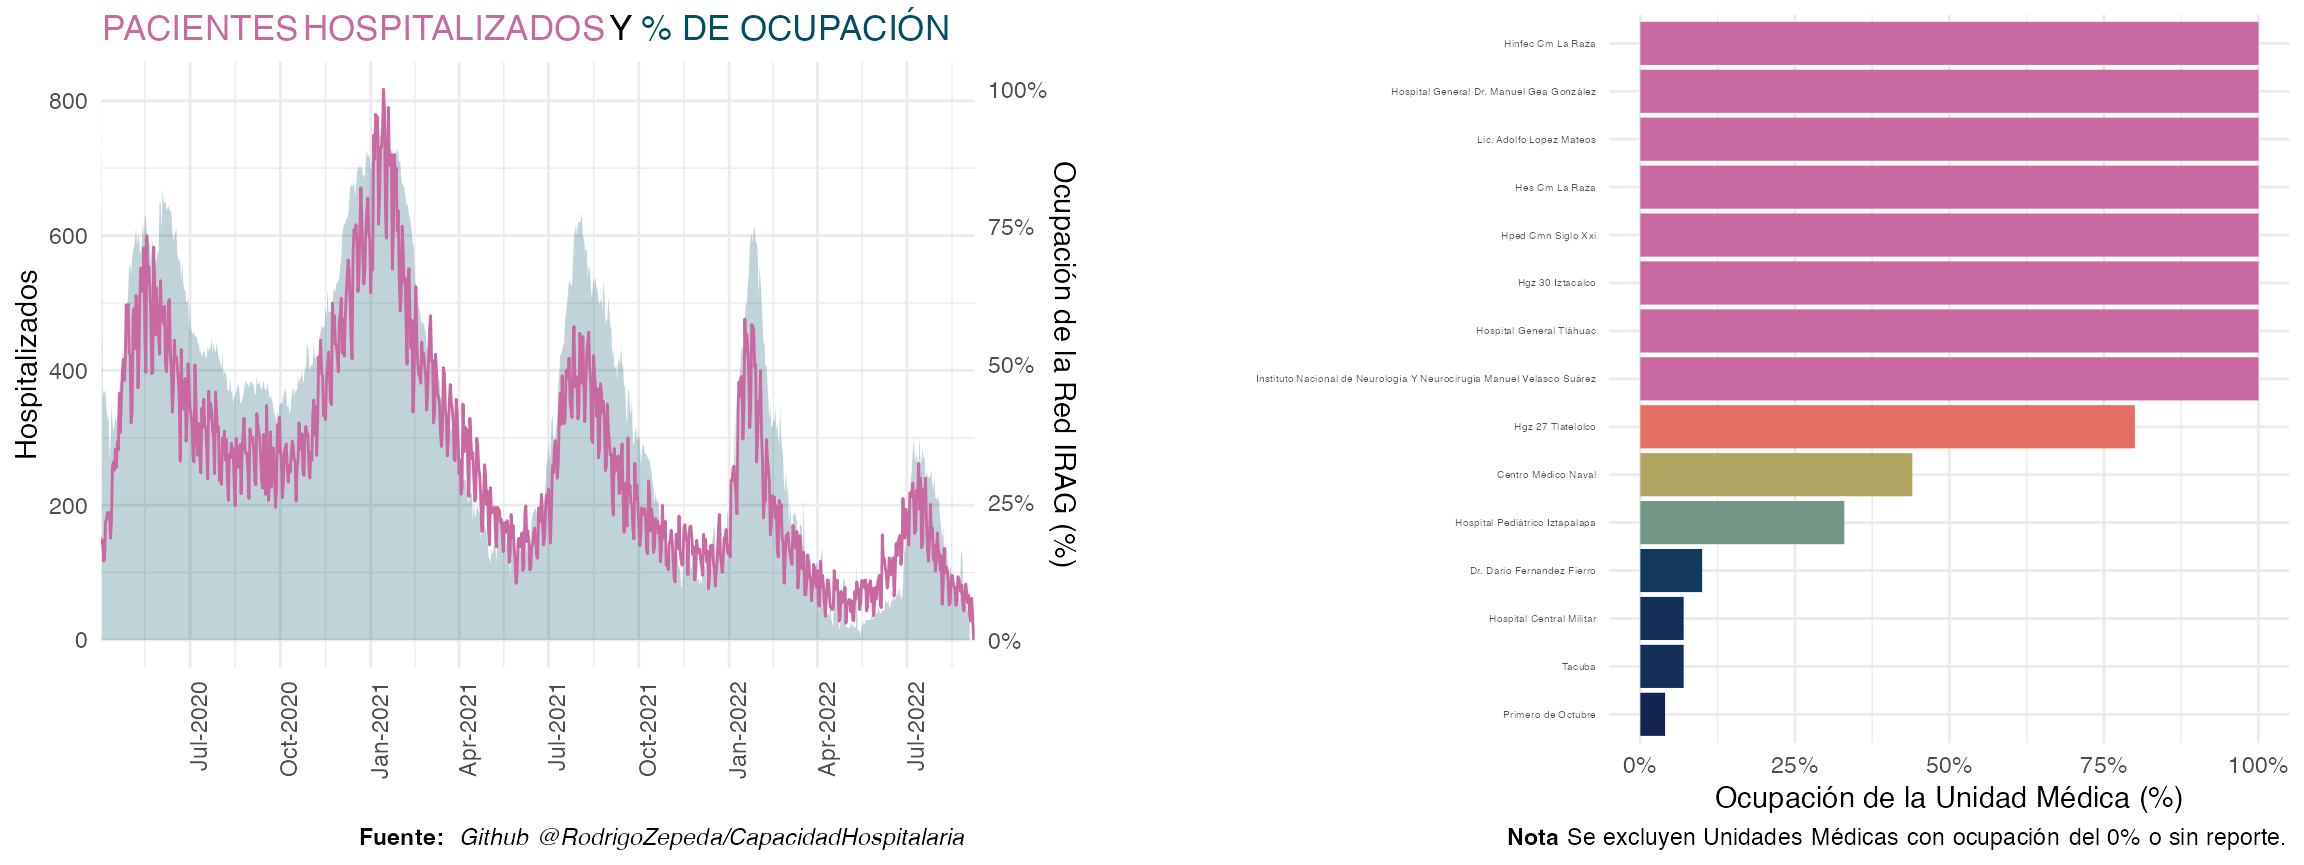 PACIENTES HOSPITALIZADOS Y % DE OCUPACIÓN
Hospitalizados
800
600
400
200
0
100%
75%
50%
25%
0%
Ocupación de la Red IRAG (%)
Jul-2020
Oct-2020
Jan-2021
Apr-2021
Jul-2021
Oct-2021
Jan-2022
Apr-2022
Jul-2022
Fuente: Github @RodrigoZepeda/CapacidadHospitalaria
Hinfec Cm La Raza
Hospital General Dr. Manuel Gea González
Lic. Adolfo Lopez Mateos
Hes Cm La Raza
Hped Cmn Siglo Xxi
Hgz 30 Iztacalco
Hospital General Tláhuac
Instituto Nacional de Neurología Y Neurocirugía Manuel Velasco Suárez
Hgz 27 Tlatelolco
Centro Médico Naval
Hospital Pediátrico Iztapalapa
Dr. Darío Fernandez Fierro
Hospital Central Militar
Tacuba
Primero de Octubre
0%
25%
50%
75%
100%
Ocupación de la Unidad Médica (%)
Nota Se excluyen Unidades Médicas con ocupación del 0% o sin reporte.